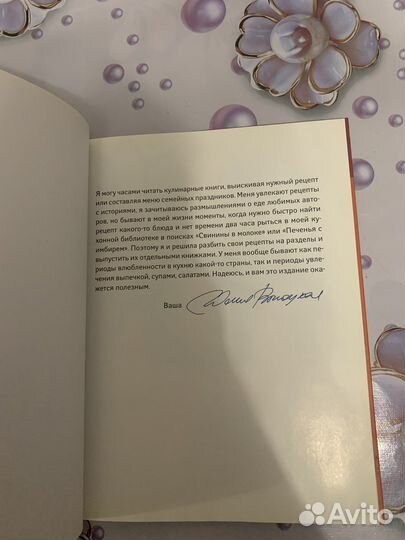 Я могу часами читать кулинарные книги, выискивая нужный рецепт
или составляя меню семейных праздников. Меня увлекают рецепты
с историями, я зачитываюсь размышлениями о еде любимых авто-
ров, но бывают в моей жизни моменты, когда нужно быстро найти
рецепт какого-то блюда и нет времени два часа рыться в моей ку-
хонной библиотеке в поисках «Свинины в молоке» или «Печенья с
имбирем». Поэтому я и решила разбить свои рецепты на разделы и
выпустить их отдельными книжками. У меня вообще бывают как пе-
риоды влюбленности в кухню какой-то страны, так и периоды увле-
чения выпечкой, супами, салатами. Надеюсь, и вам это издание ока-
жется полезным.
Ваша
Avito